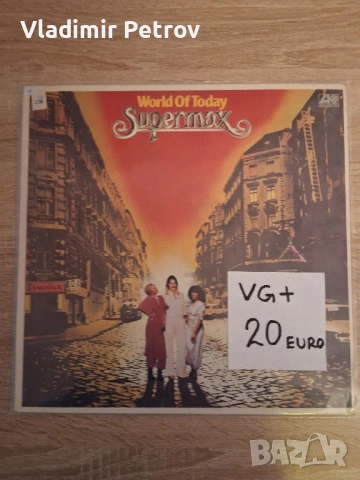 Vladimir Petrov
World Of Today
Supermax
VG+
20 EURO
BAZAR